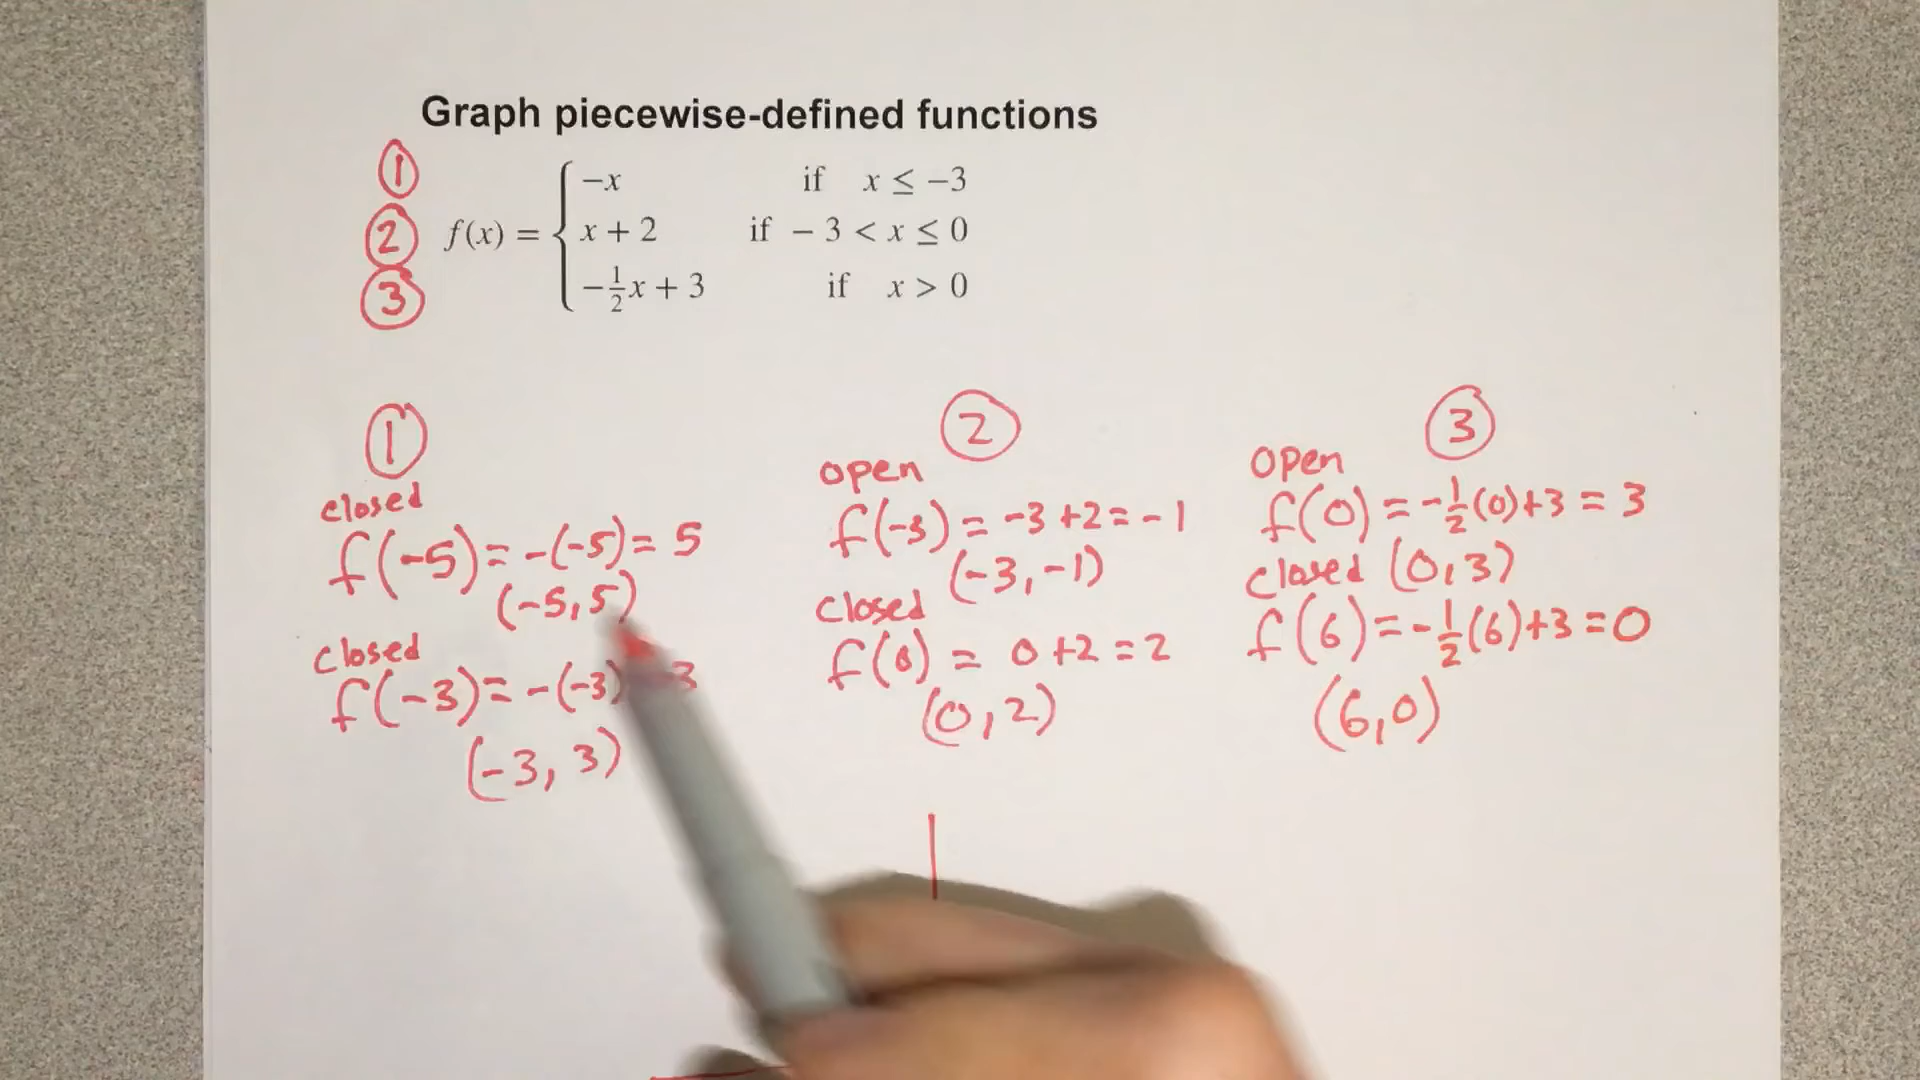 Graph piecewise-defined functions
① −x if x ≤ −3
② f(x) = { x + 2 if − 3 < x ≤ 0
③ −½x + 3 if x > 0
① ② ③
closed
f(-5) = -(-5) = 5
(-5,5)
closed
f(-3) = -(-3) 3
(-3, 3)
open
f(-3) = -3+2 = -1
(-3,-1)
closed
f(0) = 0+2 = 2
(0,2)
open
f(0) = -½(0)+3 = 3
closed (0,3)
f(6) = -½(6)+3 = 0
(6,0)